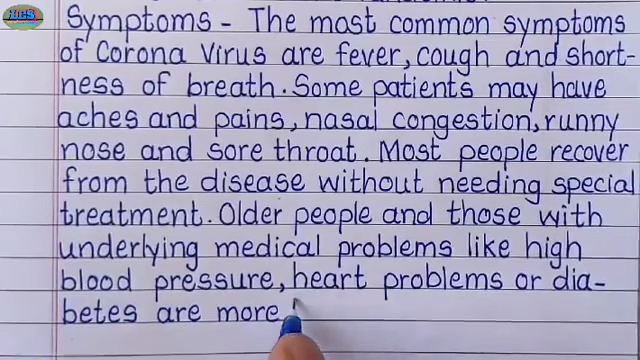 Symptoms - The most common symptoms
of Corona Virus are fever, cough and short-
ness of breath. Some patients may have
aches and pains, nasal congestion, runny
nose and sore throat. Most people recover
from the disease without needing special
treatment. Older people and those with
underlying medical problems like high
blood pressure, heart problems or dia-
betes are more